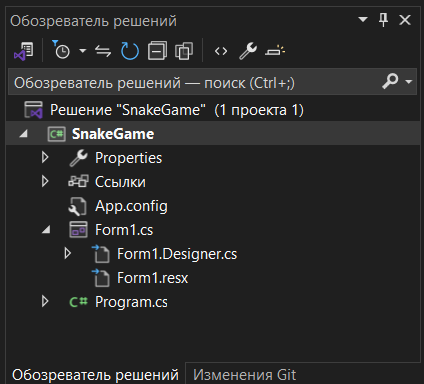 Обозреватель решений
Обозреватель решений — поиск (Ctrl+;)
Решение "SnakeGame" (1 проекта 1)
C# SnakeGame
Properties
Ссылки
App.config
Form1.cs
Form1.Designer.cs
Form1.resx
C# Program.cs
Обозреватель решений Изменения Git